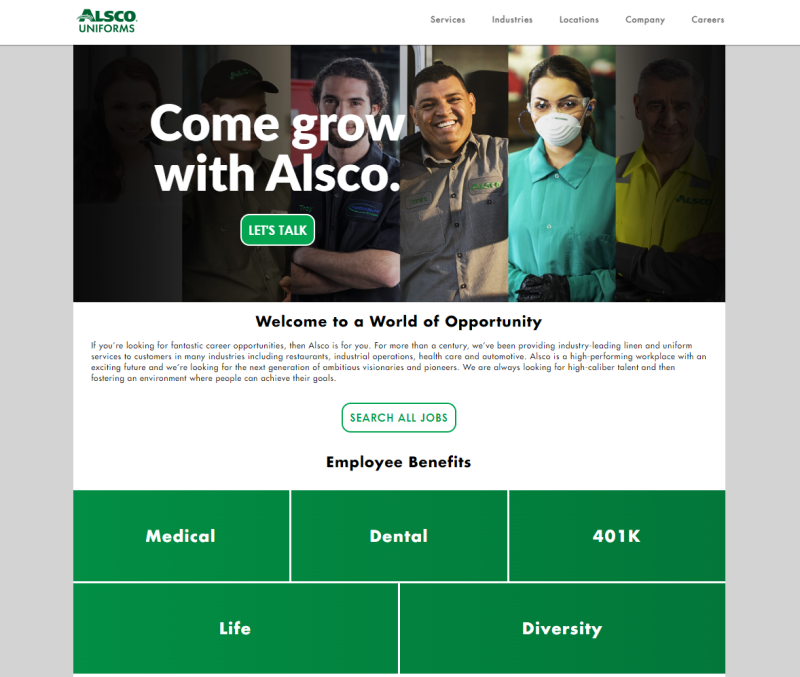 ALSCO
UNIFORMS
Services Industries Locations Company Careers
Come grow
with Alsco.
LET'S TALK
ALSCO
Welcome to a World of Opportunity
If you're looking for fantastic career opportunities, then Alsco is for you. For more than a century, we've been providing industry-leading linen and uniform
services to customers in many industries including restaurants, industrial operations, health care and automotive. Alsco is a high-performing workplace with an
exciting future and we're looking for the next generation of ambitious visionaries and pioneers. We are always looking for high-caliber talent and then
fostering an environment where people can achieve their goals.
SEARCH ALL JOBS
Employee Benefits
Medical Dental 401K
Life Diversity